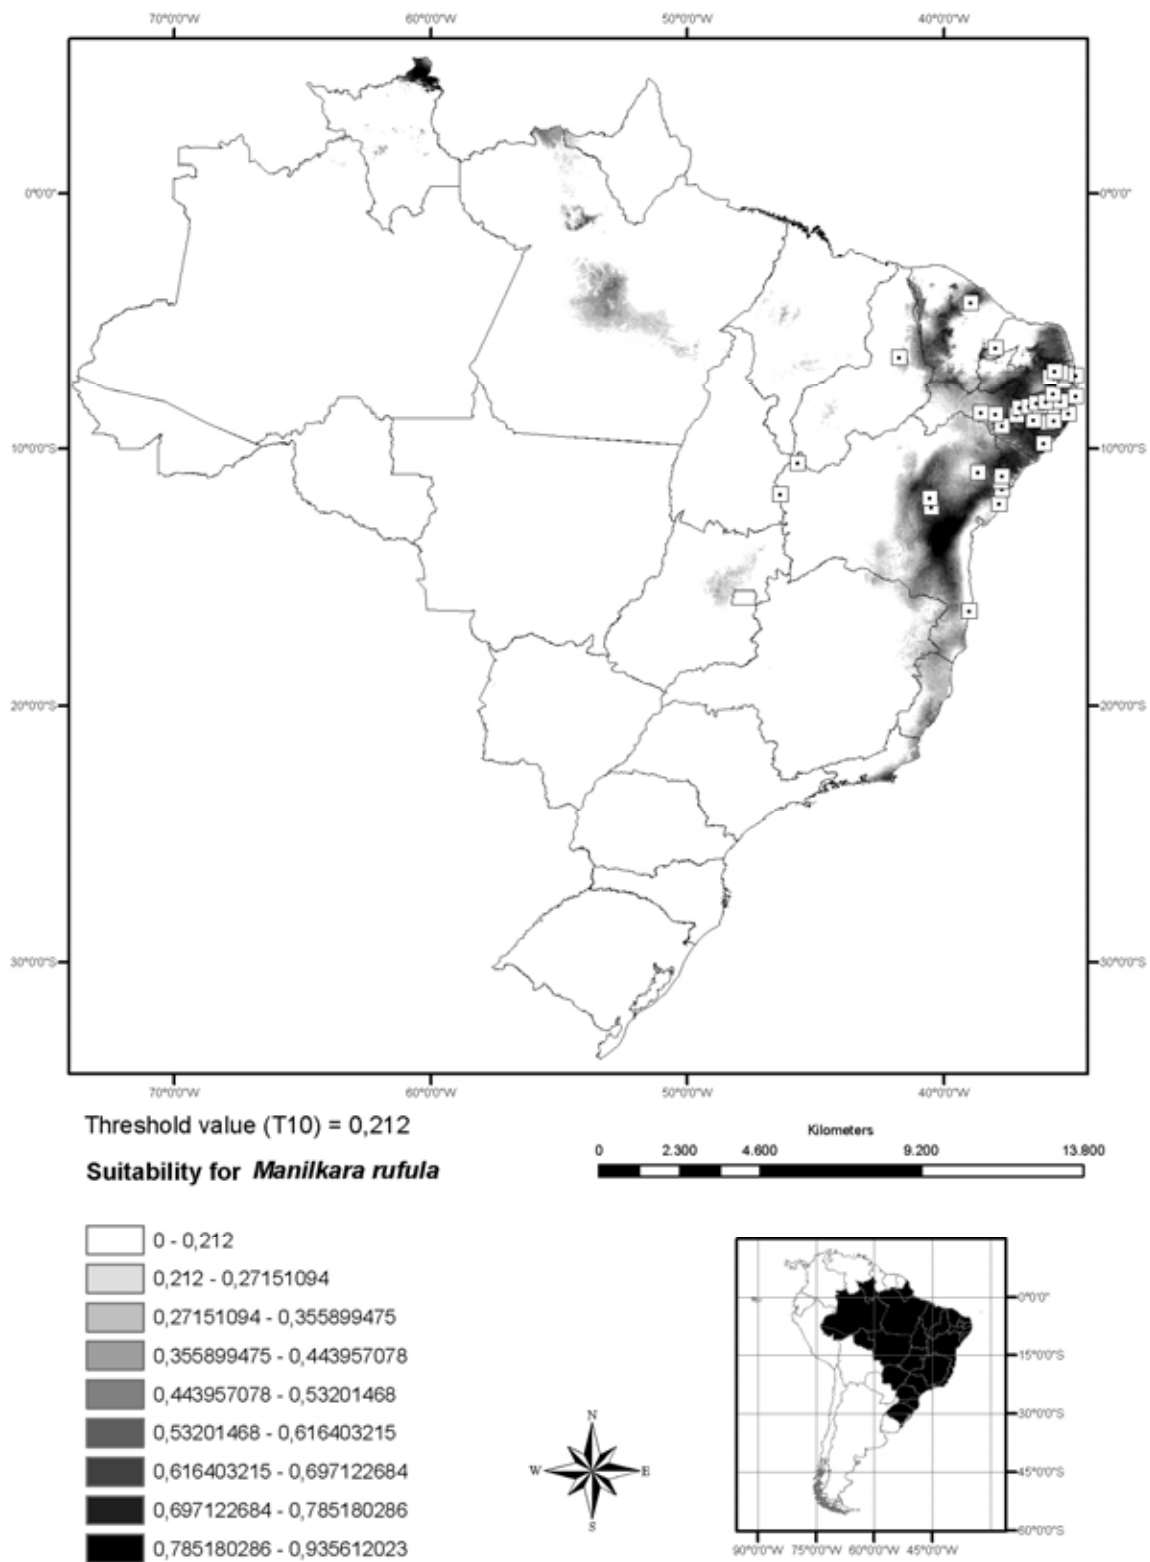 70°0'0"W 60°0'0"W 50°0'0"W 40°0'0"W
0°0'0" 0°0'0"
10°0'0"S 10°0'0"S
20°0'0"S 20°0'0"S
30°0'0"S 30°0'0"S
70°0'0"W 60°0'0"W 50°0'0"W 40°0'0"W
Threshold value (T10) = 0,212
Suitability for Manilkara rufula
Kilometers
0 2.300 4.600 9.200 13.800
0 - 0,212
0,212 - 0,27151094
0,27151094 - 0,355899475
0,355899475 - 0,443957078
0,443957078 - 0,53201468
0,53201468 - 0,616403215
0,616403215 - 0,697122684
0,697122684 - 0,785180286
0,785180286 - 0,935612023
N
W E
S
0°0'0"
15°0'0"S
30°0'0"S
45°0'0"S
60°0'0"S
90°0'0"W 75°0'0"W 60°0'0"W 45°0'0"W